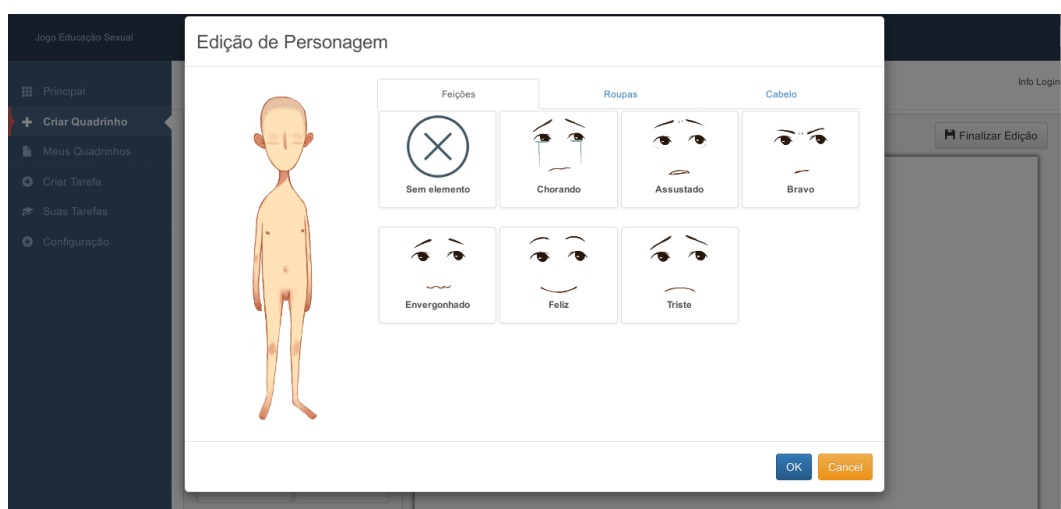 Jogo Educação Sexual
Edição de Personagem
Info Login
Principal
Criar Quadrinho
Meus Quadrinhos
Criar Tarefa
Suas Tarefas
Configuração
Feições
Roupas
Cabelo
Finalizar Edição
Sem elemento
Chorando
Assustado
Bravo
Envergonhado
Feliz
Triste
OK
Cancel